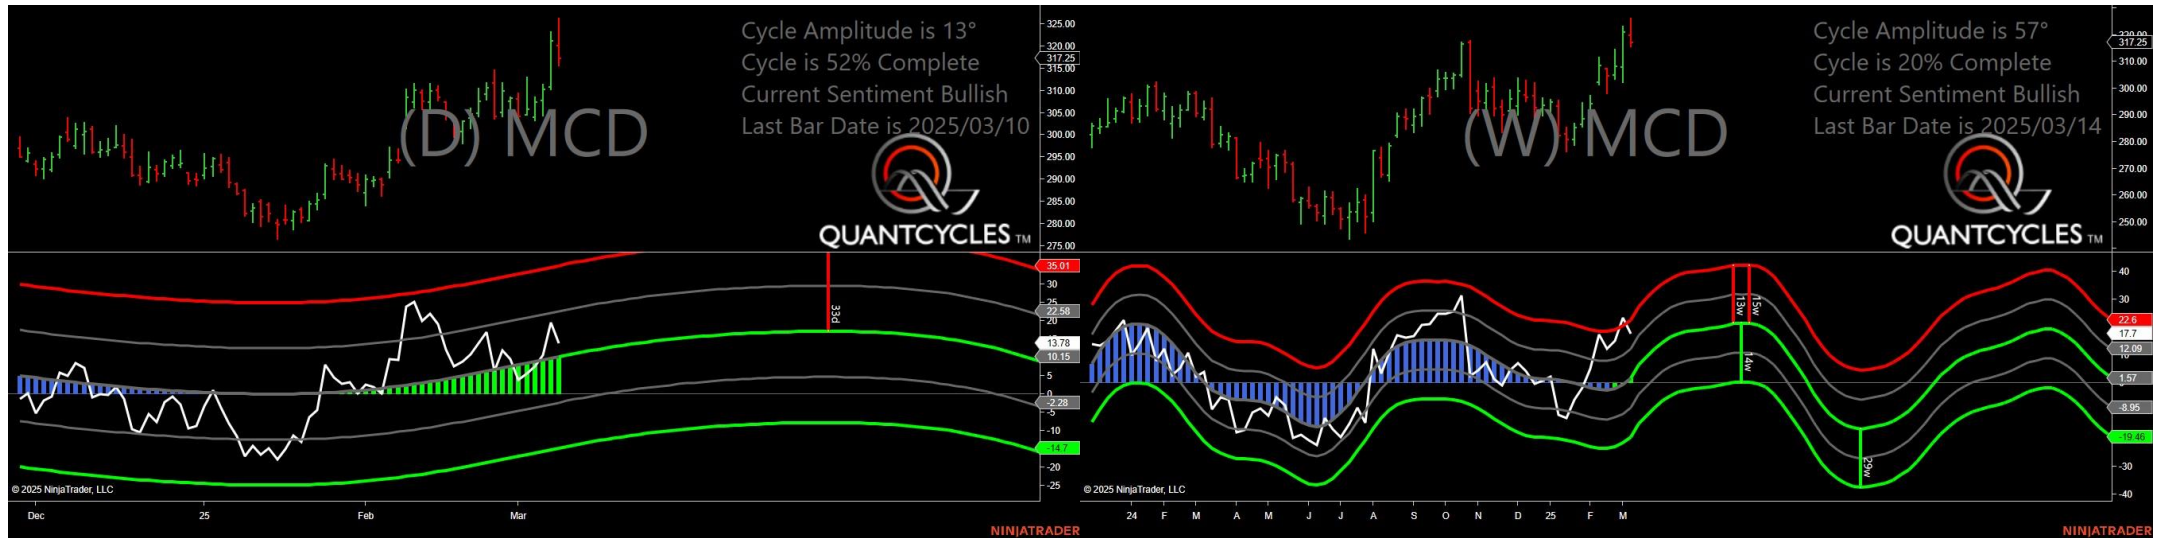 Cycle Amplitude is 13°
Cycle is 52% Complete
Current Sentiment Bullish
Last Bar Date is 2025/03/10
(D) MCD
QUANTCYCLES TM
325.00
320.00
317.25
315.00
310.00
305.00
300.00
295.00
290.00
285.00
280.00
275.00
35.01
30
25
22.58
20
13.78
10.15
5
0
-2.28
-5
-10
-14.7
-20
-25
33d
© 2025 NinjaTrader, LLC
Dec 25 Feb Mar
NINJATRADER
Cycle Amplitude is 57°
Cycle is 20% Complete
Current Sentiment Bullish
Last Bar Date is 2025/03/14
(W) MCD
QUANTCYCLES TM
320.00
317.25
310.00
300.00
290.00
280.00
270.00
260.00
250.00
40
30
22.6
17.7
12.09
10
1.57
-8.95
-19.46
-30
-40
13w
15w
14w
29w
© 2025 NinjaTrader, LLC
24 F M A M J J A S O N D 25 F M
NINJATRADER